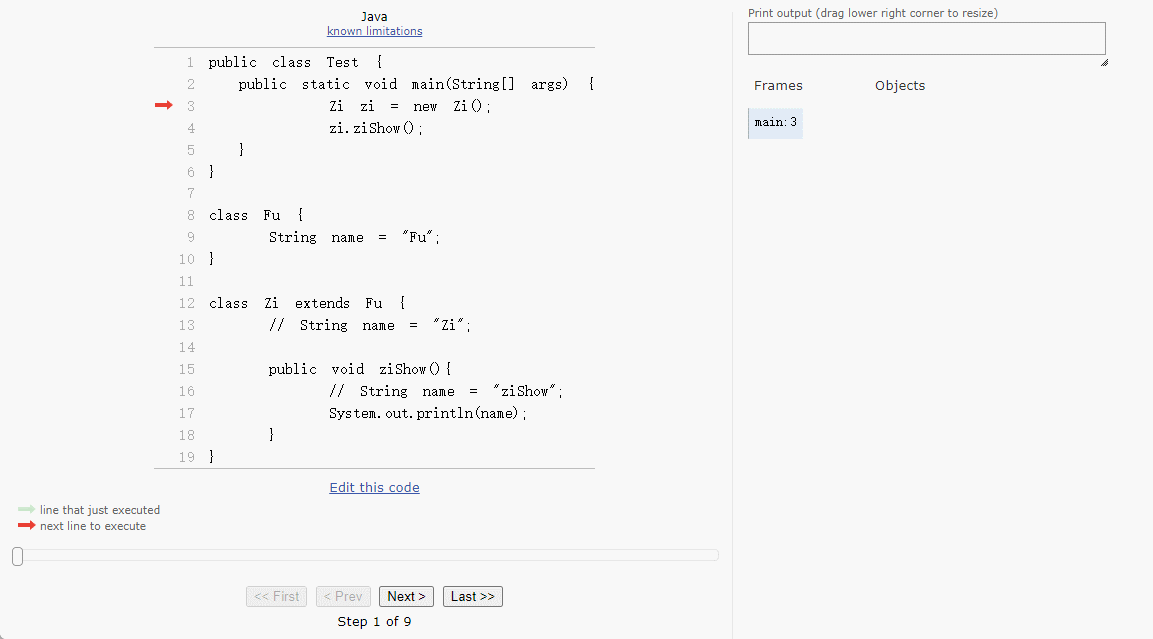 Java
known limitations
1 public class Test {
2 public static void main(String[] args) {
3 Zi zi = new Zi();
4 zi.ziShow();
5 }
6 }
7
8 class Fu {
9 String name = "Fu";
10 }
11
12 class Zi extends Fu {
13 // String name = "Zi";
14
15 public void ziShow(){
16 // String name = "ziShow";
17 System.out.println(name);
18 }
19 }
Edit this code
line that just executed
next line to execute
<< First < Prev Next > Last >>
Step 1 of 9
Print output (drag lower right corner to resize)
Frames Objects
main:3